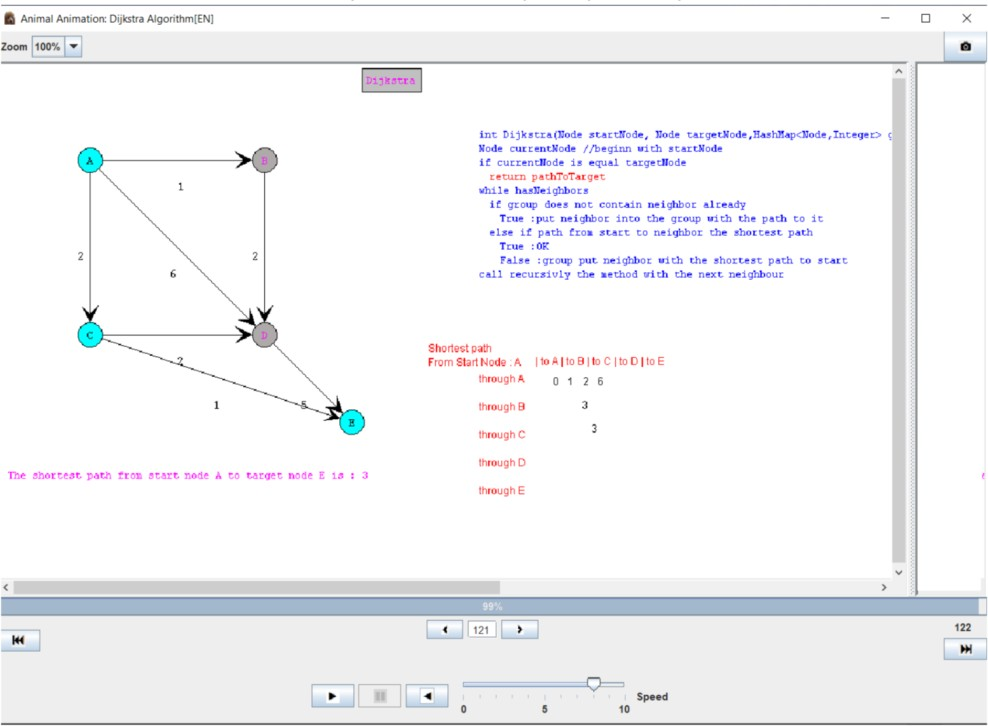 Animal Animation: Dijkstra Algorithm[EN]
Zoom 100%
Dijkstra
int Dijkstra(Node startNode, Node targetNode,HashMap<Node,Integer> g
Node currentNode //beginn with startNode
if currentNode is equal targetNode
return pathToTarget
while hasNeighbors
if group does not contain neighbor already
True :put neighbor into the group with the path to it
else if path from start to neighbor the shortest path
True :OK
False :group put neighbor with the shortest path to start
call recursivly the method with the next neighbour
A
B
1
2
2
6
C
D
2
1
5
E
Shortest path
From Start Node : A | to A | to B | to C | to D | to E
through A 0 1 2 6
through B 3
through C 3
through D
through E
The shortest path from start node A to target node E is : 3
99%
121
122
0 5 10 Speed